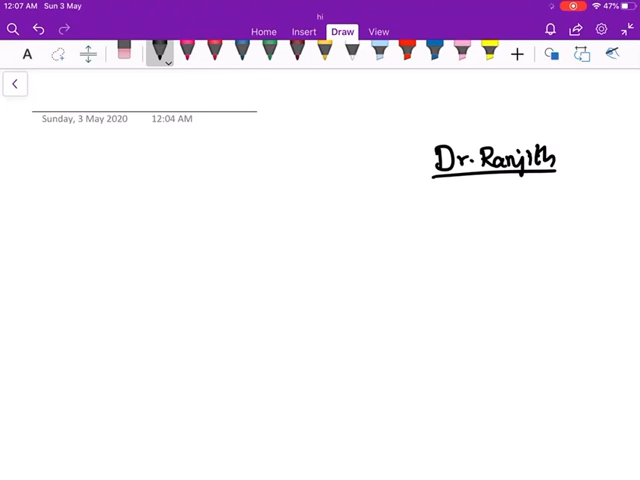 12:07 AM Sun 3 May 47%
hi
Home Insert Draw View
A
Sunday, 3 May 2020 12:04 AM
Dr. Ranjith